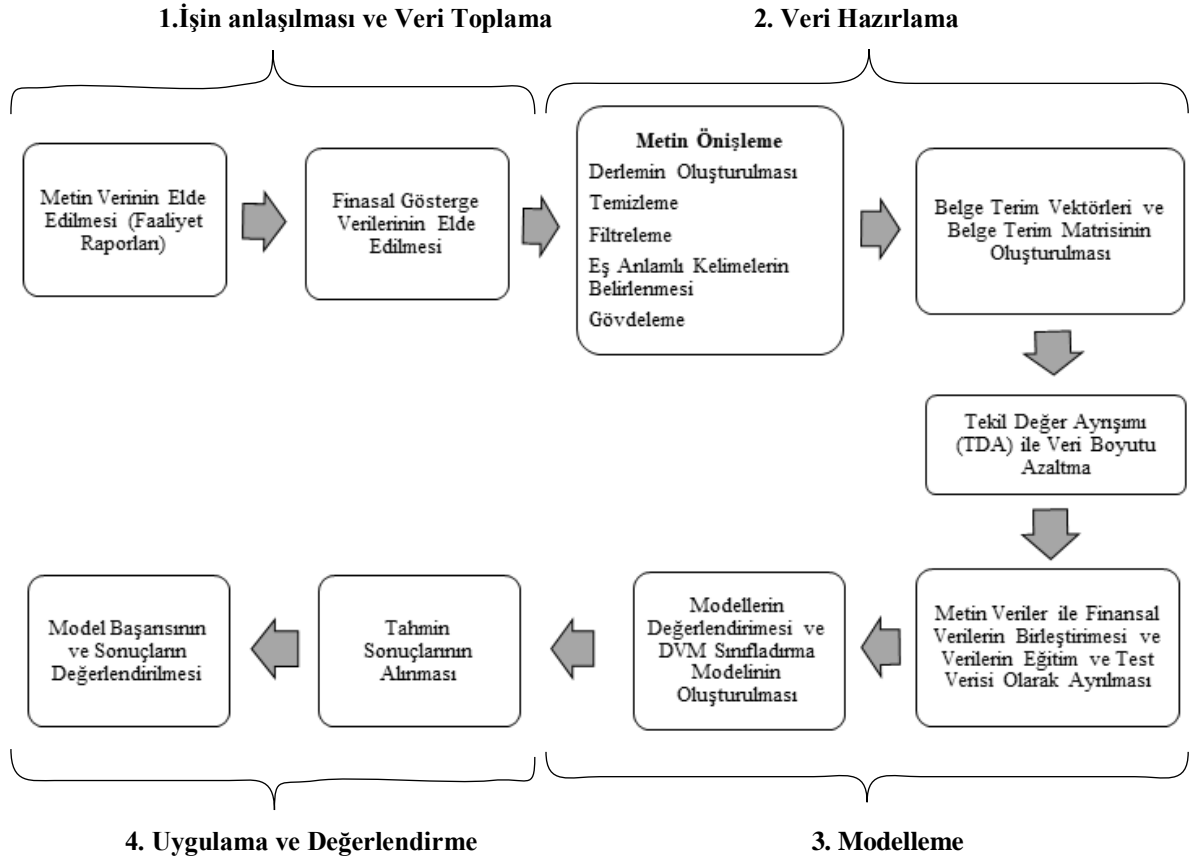 1.İşin anlaşılması ve Veri Toplama
2. Veri Hazırlama
Metin Verinin Elde
Edilmesi (Faaliyet
Raporları)
Finasal Gösterge
Verilerinin Elde
Edilmesi
Metin Önişleme
Derlemin Oluşturulması
Temizleme
Filtreleme
Eş Anlamlı Kelimelerin
Belirlenmesi
Gövdeleme
Belge Terim Vektörleri ve
Belge Terim Matrisinin
Oluşturulması
Tekil Değer Ayrışımı
(TDA) ile Veri Boyutu
Azaltma
Metin Veriler ile Finansal
Verilerin Birleştirimesi ve
Verilerin Eğitim ve Test
Verisi Olarak Ayrılması
Modellerin
Değerlendirimesi ve
DVM Sınıfladırma
Modelinin
Oluşturulması
Tahmin
Sonuçlarının
Alınması
Model Başarısının
ve Sonuçların
Değerlendirilmesi
4. Uygulama ve Değerlendirme
3. Modelleme